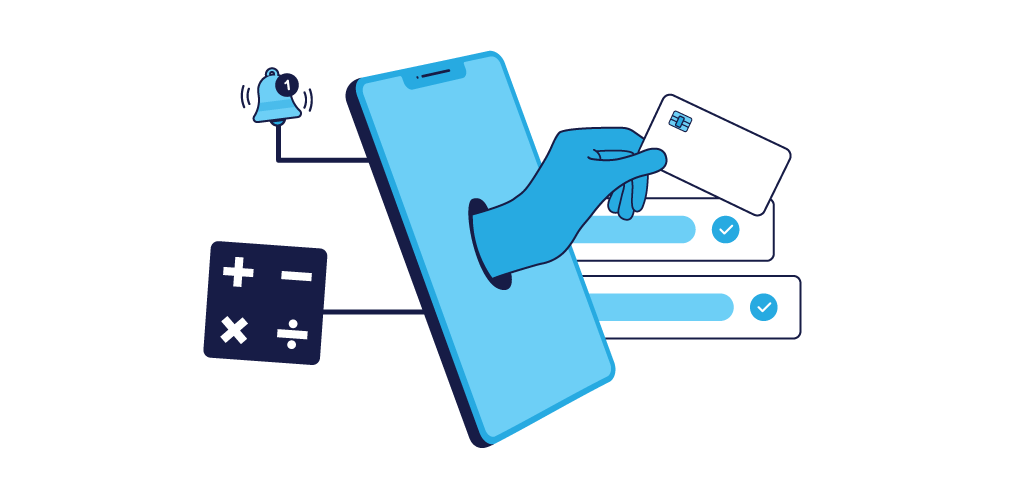 1
+ −
× ÷